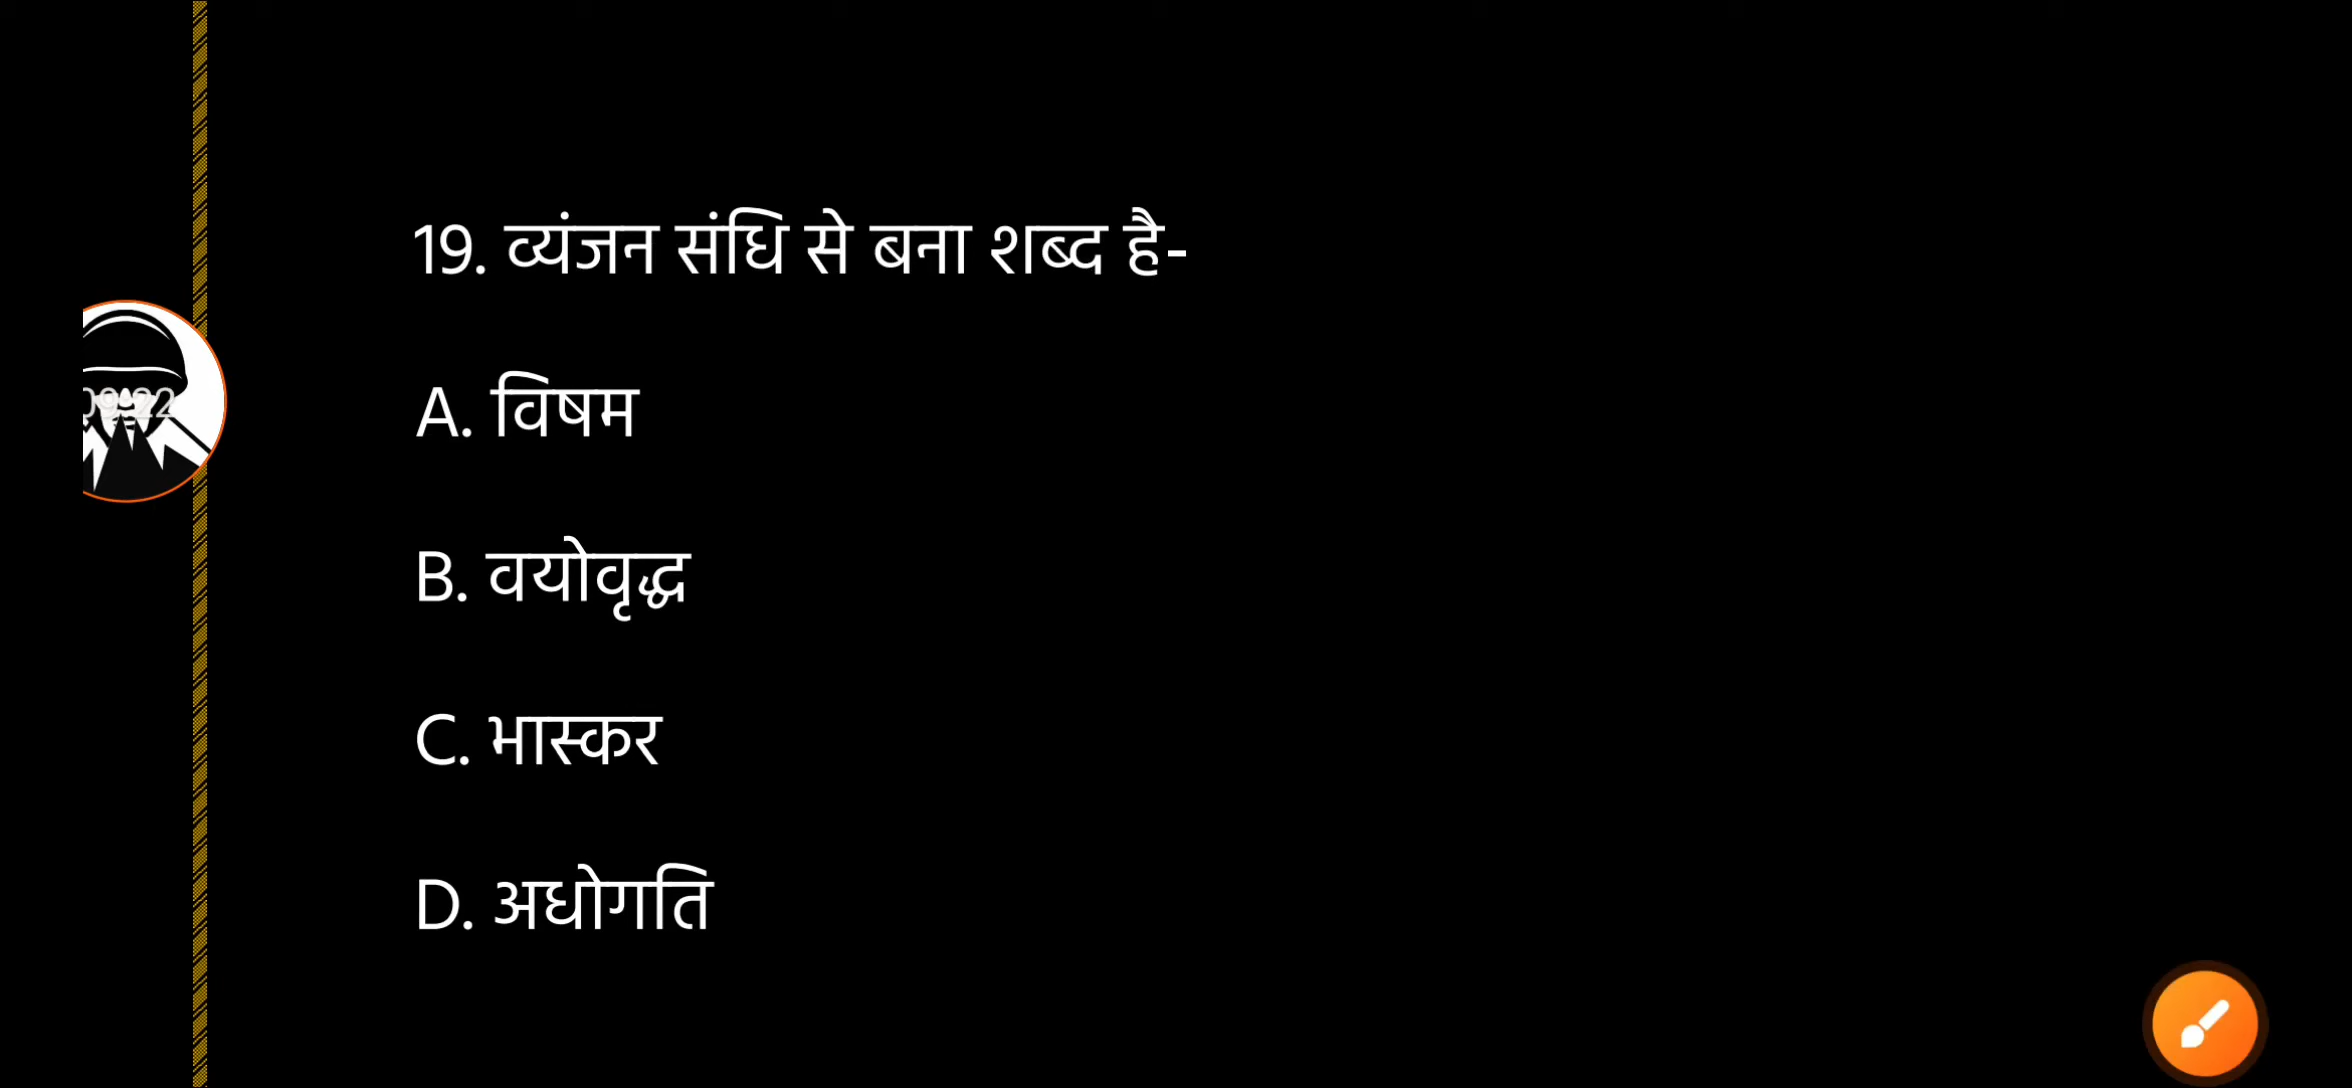 19. व्यंजन संधि से बना शब्द है-
A. विषम
B. वयोवृद्ध
C. भास्कर
D. अधोगति